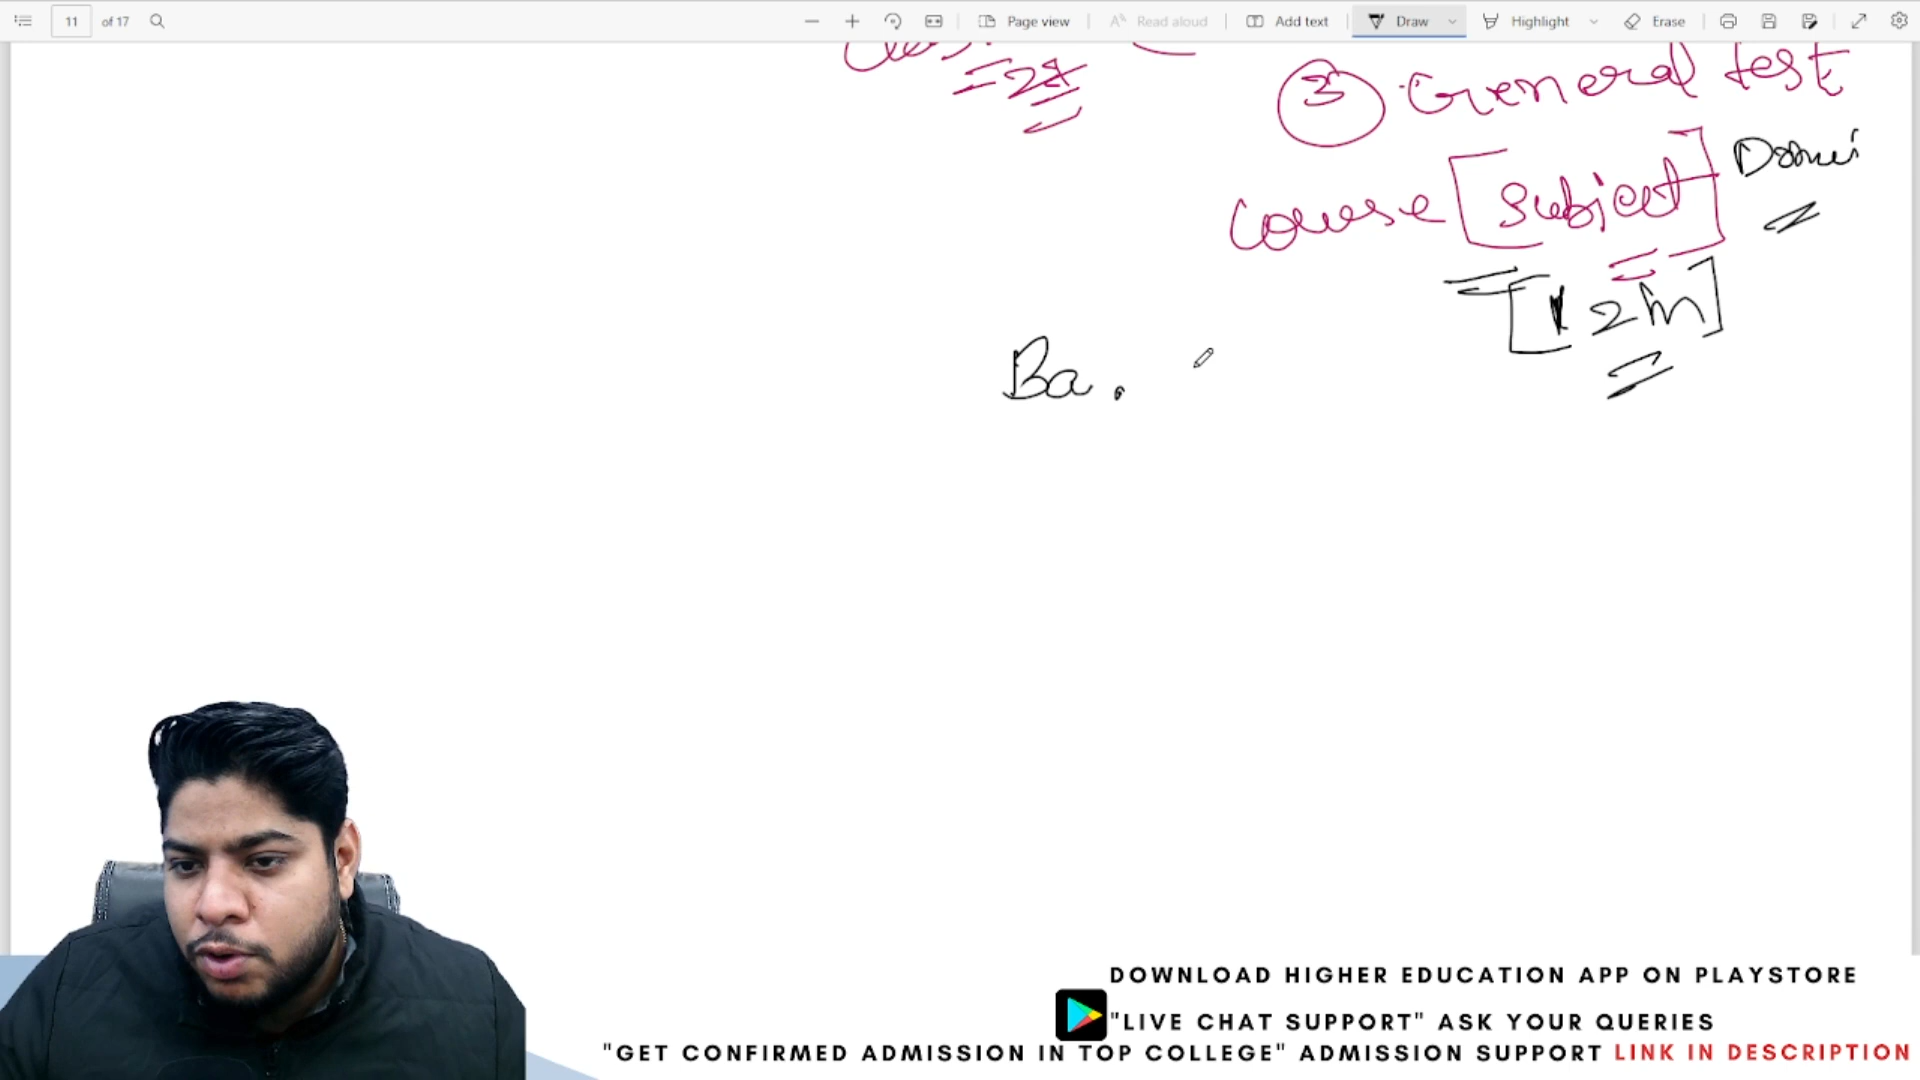 11 of 17 Page view Read aloud Add text Draw Highlight Erase
= 27
3 General test
course [Subject]
[12th]
Ba.
DOWNLOAD HIGHER EDUCATION APP ON PLAYSTORE
"LIVE CHAT SUPPORT" ASK YOUR QUERIES
"GET CONFIRMED ADMISSION IN TOP COLLEGE" ADMISSION SUPPORT LINK IN DESCRIPTION